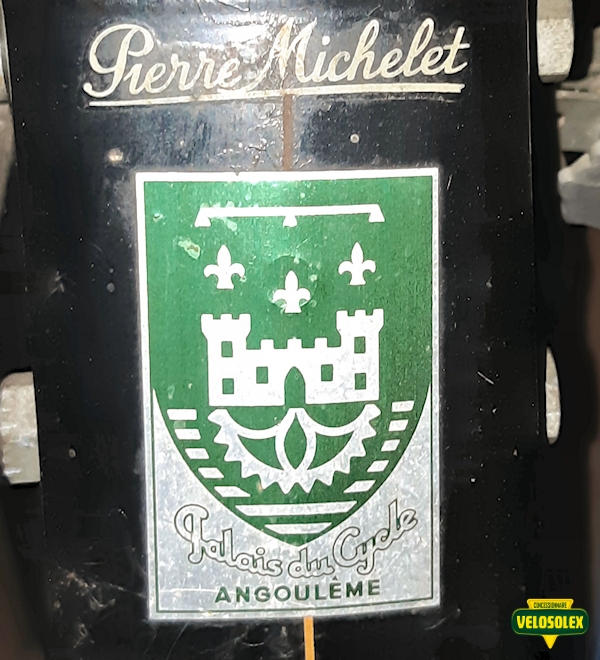 Pierre Michelet
Palais du Cycle
ANGOULÊME
CONCESSIONNAIRE
VELOSOLEX